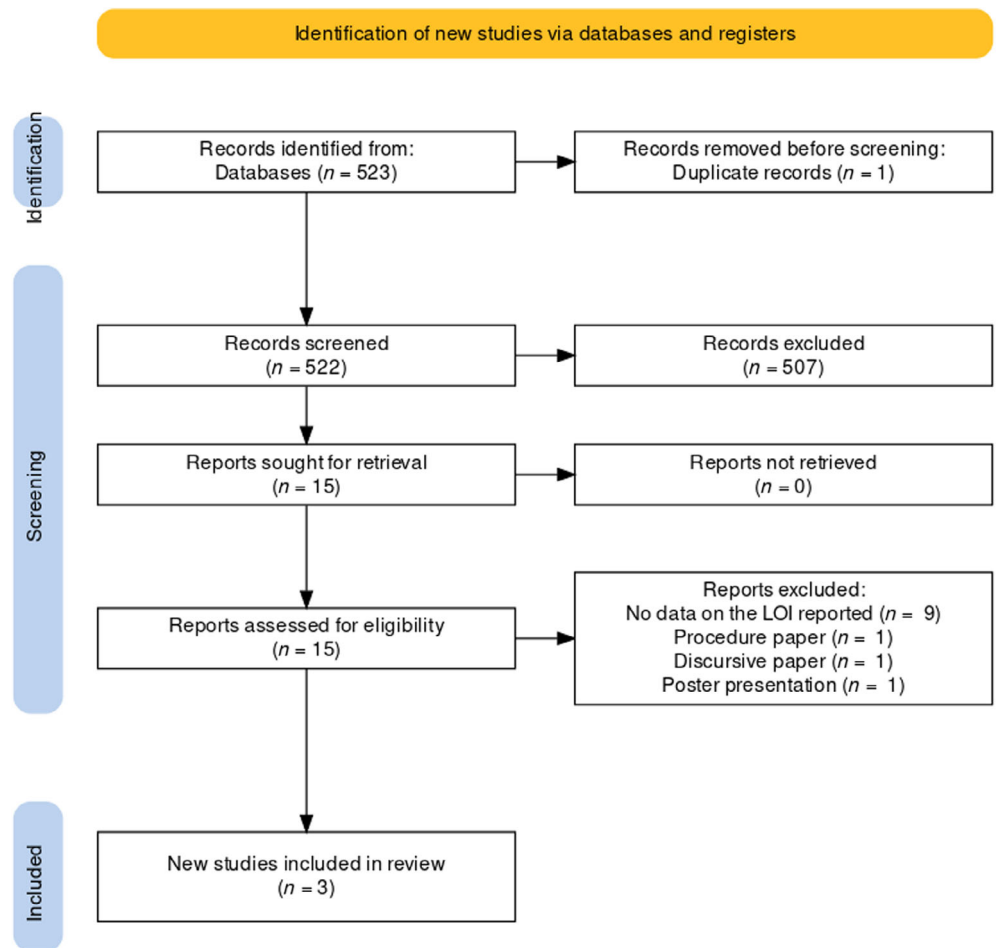 Identification of new studies via databases and registers
Identification
Records identified from:
Databases (n = 523)
Records removed before screening:
Duplicate records (n = 1)
Screening
Records screened
(n = 522)
Records excluded
(n = 507)
Reports sought for retrieval
(n = 15)
Reports not retrieved
(n = 0)
Reports assessed for eligibility
(n = 15)
Reports excluded:
No data on the LOI reported (n = 9)
Procedure paper (n = 1)
Discursive paper (n = 1)
Poster presentation (n = 1)
Included
New studies included in review
(n = 3)